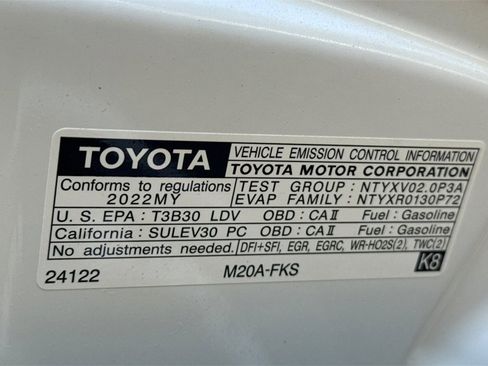 TOYOTA
VEHICLE EMISSION CONTROL INFORMATION
TOYOTA MOTOR CORPORATION
Conforms to regulations
2022MY
TEST GROUP : NTYXV02.0P3A
EVAP FAMILY : NTYXR0130P72
U. S. EPA : T3B30 LDV OBD : CAⅡ Fuel : Gasoline
California : SULEV30 PC OBD : CAⅡ Fuel : Gasoline
No adjustments needed. DFI+SFI, EGR, EGRC, WR-HO2S(2), TWC(2)
24122 M20A-FKS K8